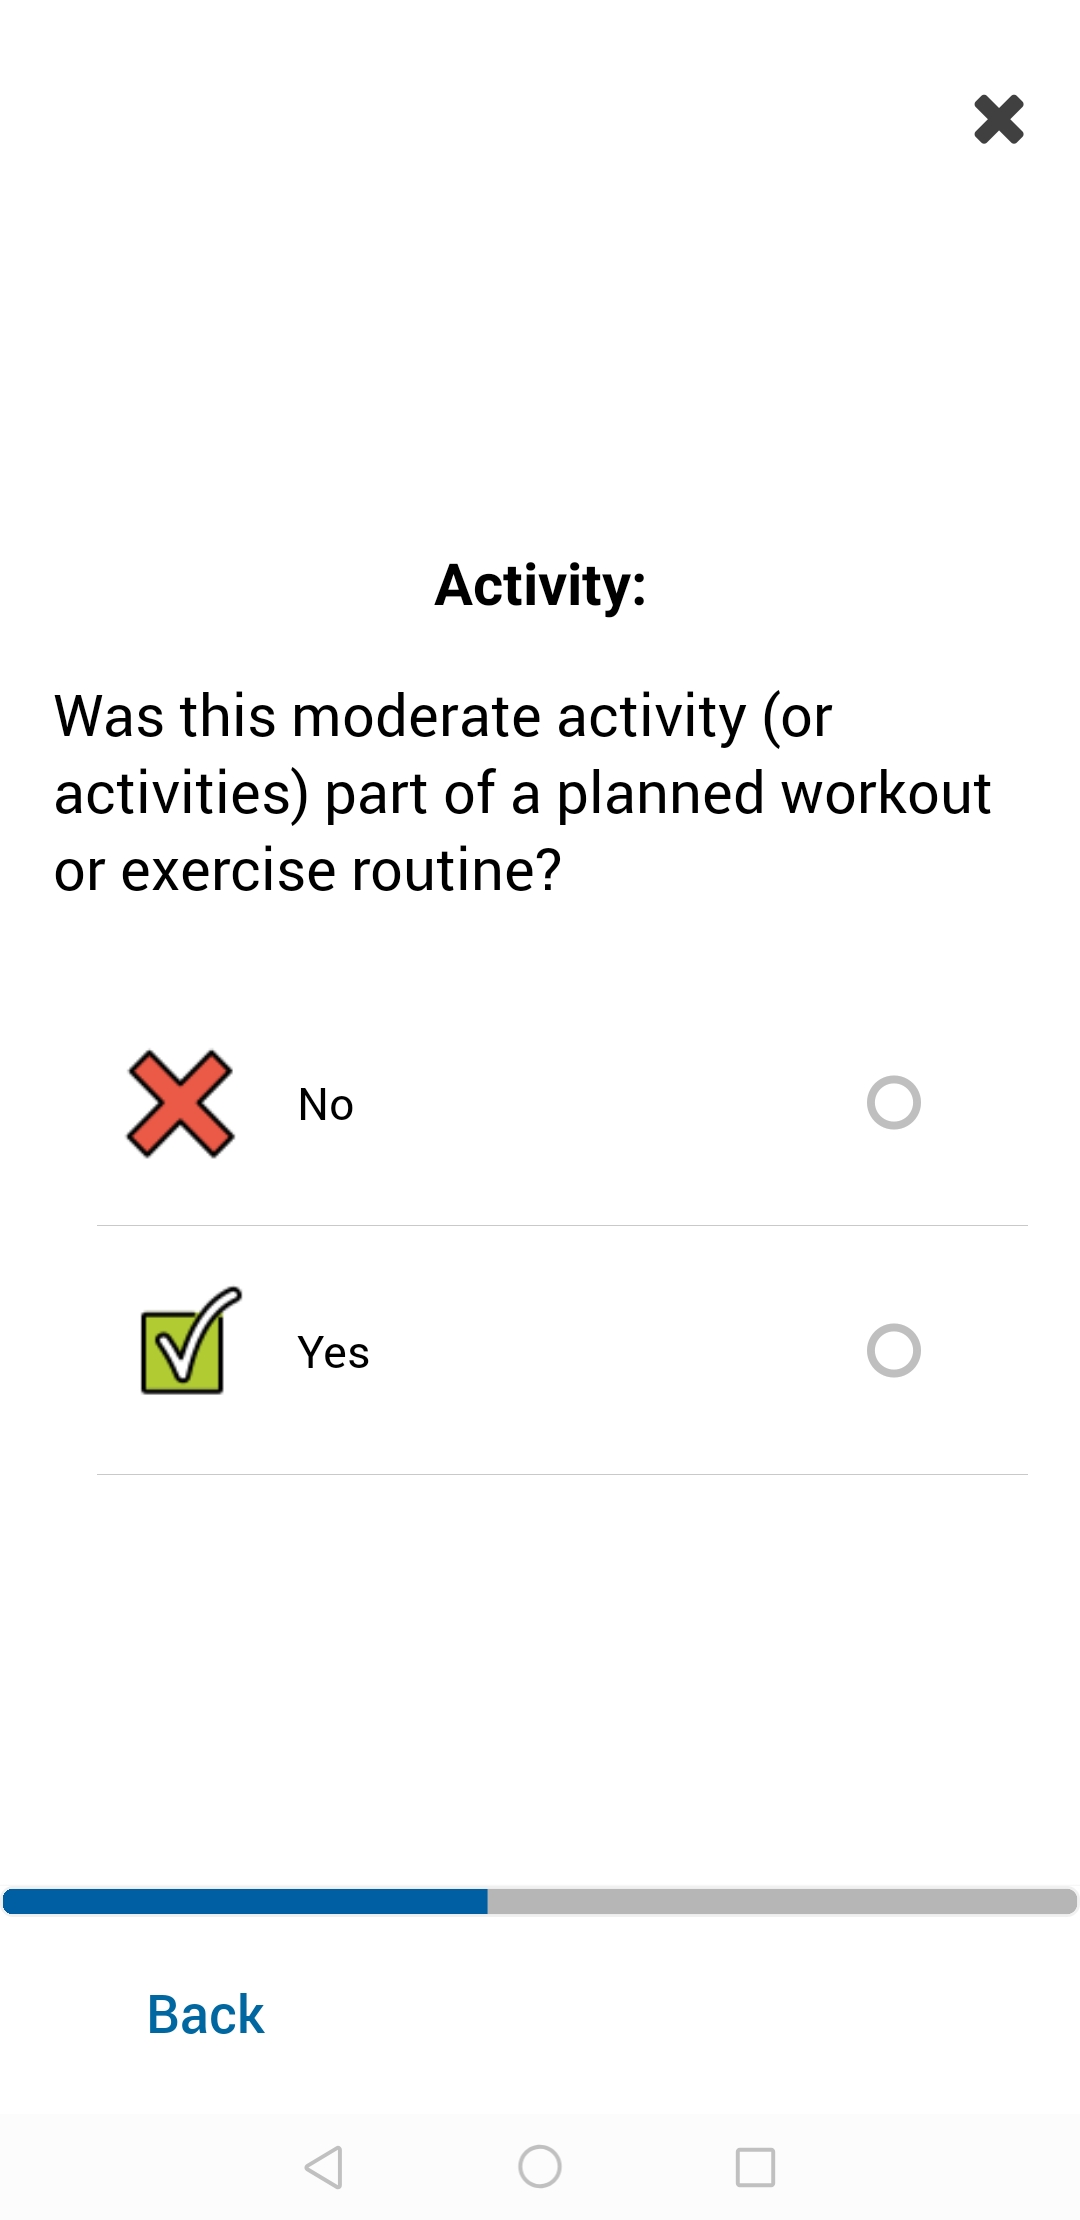 Activity:
Was this moderate activity (or
activities) part of a planned workout
or exercise routine?
No
Yes
Back